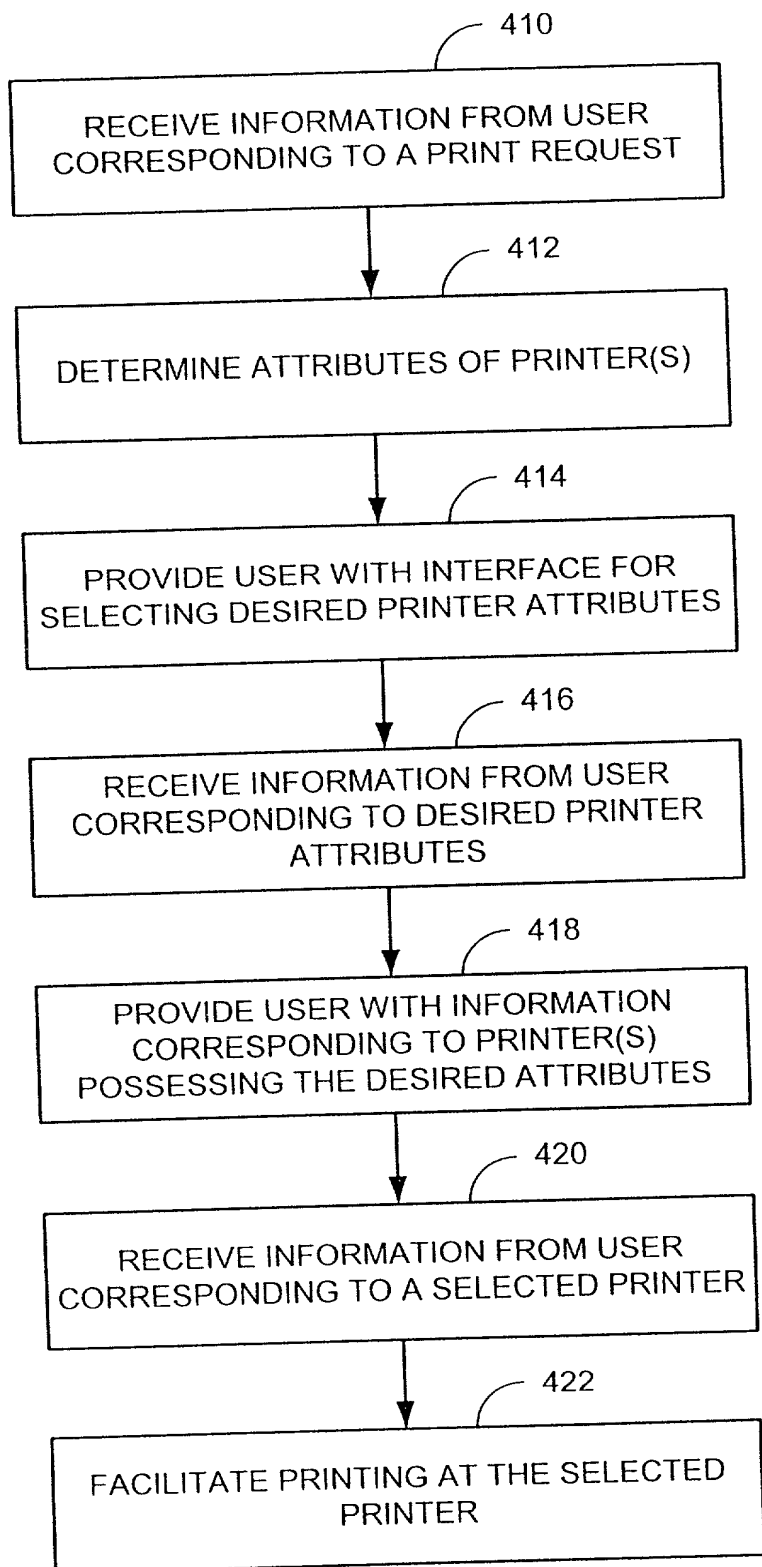 410
RECEIVE INFORMATION FROM USER
CORRESPONDING TO A PRINT REQUEST
412
DETERMINE ATTRIBUTES OF PRINTER(S)
414
PROVIDE USER WITH INTERFACE FOR
SELECTING DESIRED PRINTER ATTRIBUTES
416
RECEIVE INFORMATION FROM USER
CORRESPONDING TO DESIRED PRINTER
ATTRIBUTES
418
PROVIDE USER WITH INFORMATION
CORRESPONDING TO PRINTER(S)
POSSESSING THE DESIRED ATTRIBUTES
420
RECEIVE INFORMATION FROM USER
CORRESPONDING TO A SELECTED PRINTER
422
FACILITATE PRINTING AT THE SELECTED
PRINTER